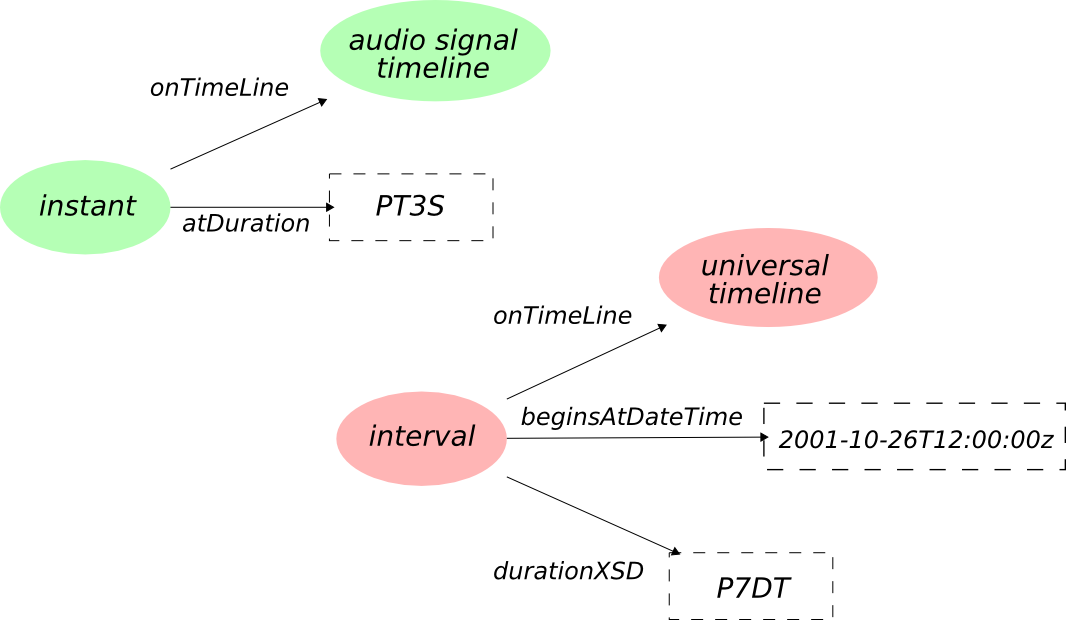 audio signal
timeline
onTimeLine
instant
PT3S
atDuration
universal
timeline
onTimeLine
beginsAtDateTime
interval
2001-10-26T12:00:00z
durationXSD
P7DT